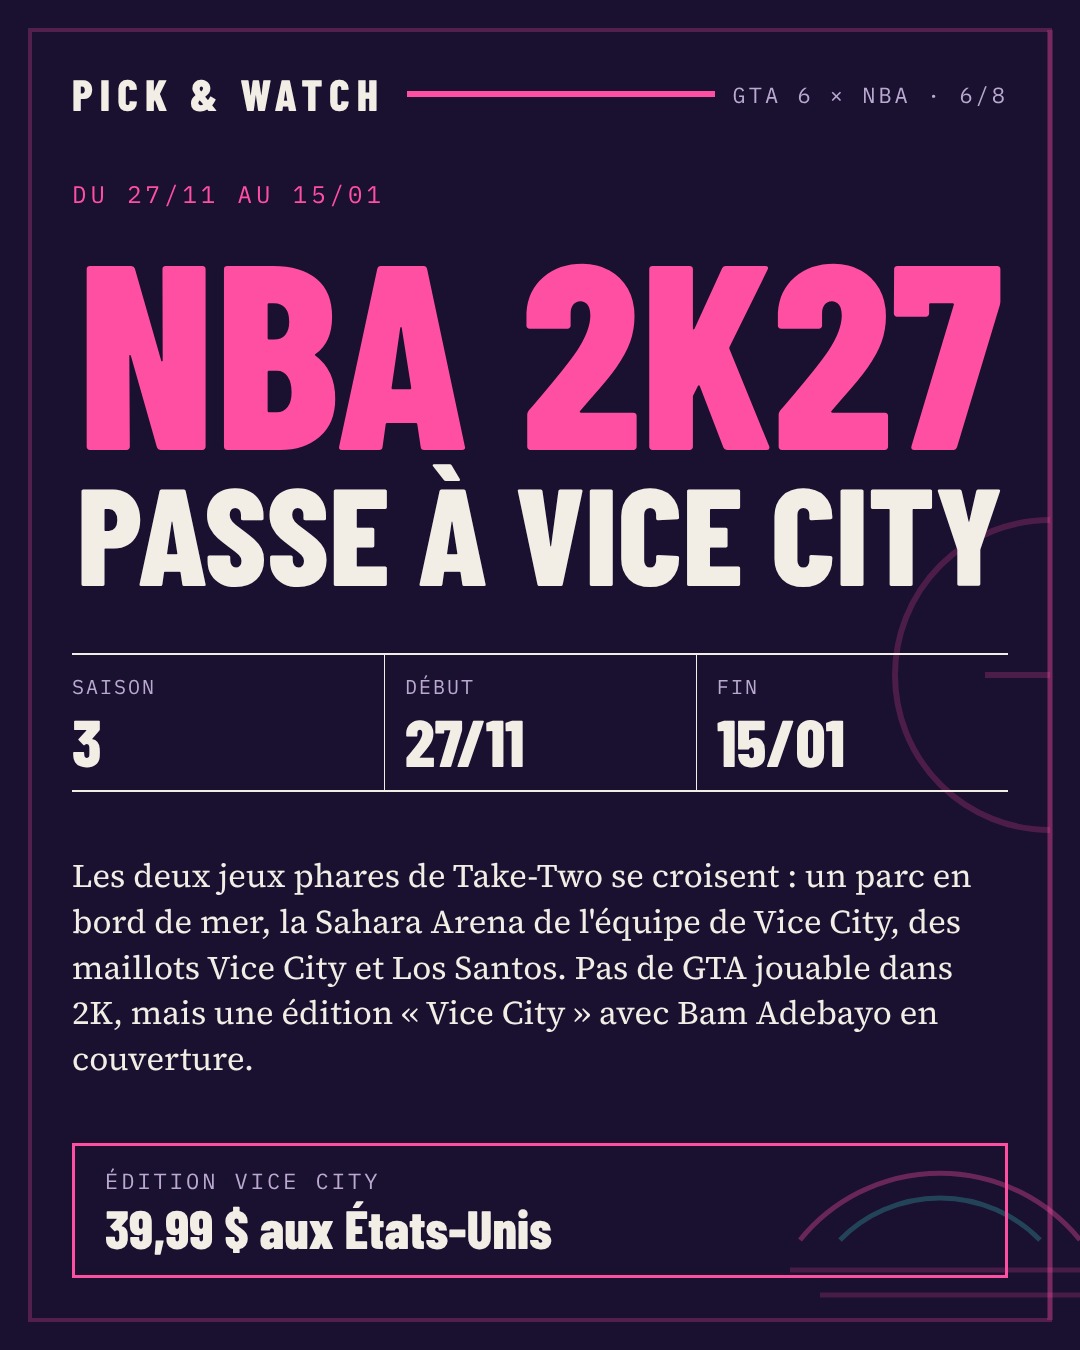 PICK & WATCH
GTA 6 × NBA · 6/8
DU 27/11 AU 15/01
NBA 2K27
PASSE À VICE CITY
SAISON
3
DÉBUT
27/11
FIN
15/01
Les deux jeux phares de Take-Two se croisent : un parc en
bord de mer, la Sahara Arena de l'équipe de Vice City, des
maillots Vice City et Los Santos. Pas de GTA jouable dans
2K, mais une édition « Vice City » avec Bam Adebayo en
couverture.
ÉDITION VICE CITY
39,99 $ aux États-Unis